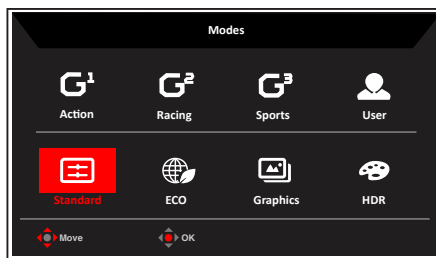 Modes
G¹ G² G³
Action Racing Sports User
Standard ECO Graphics HDR
Move OK